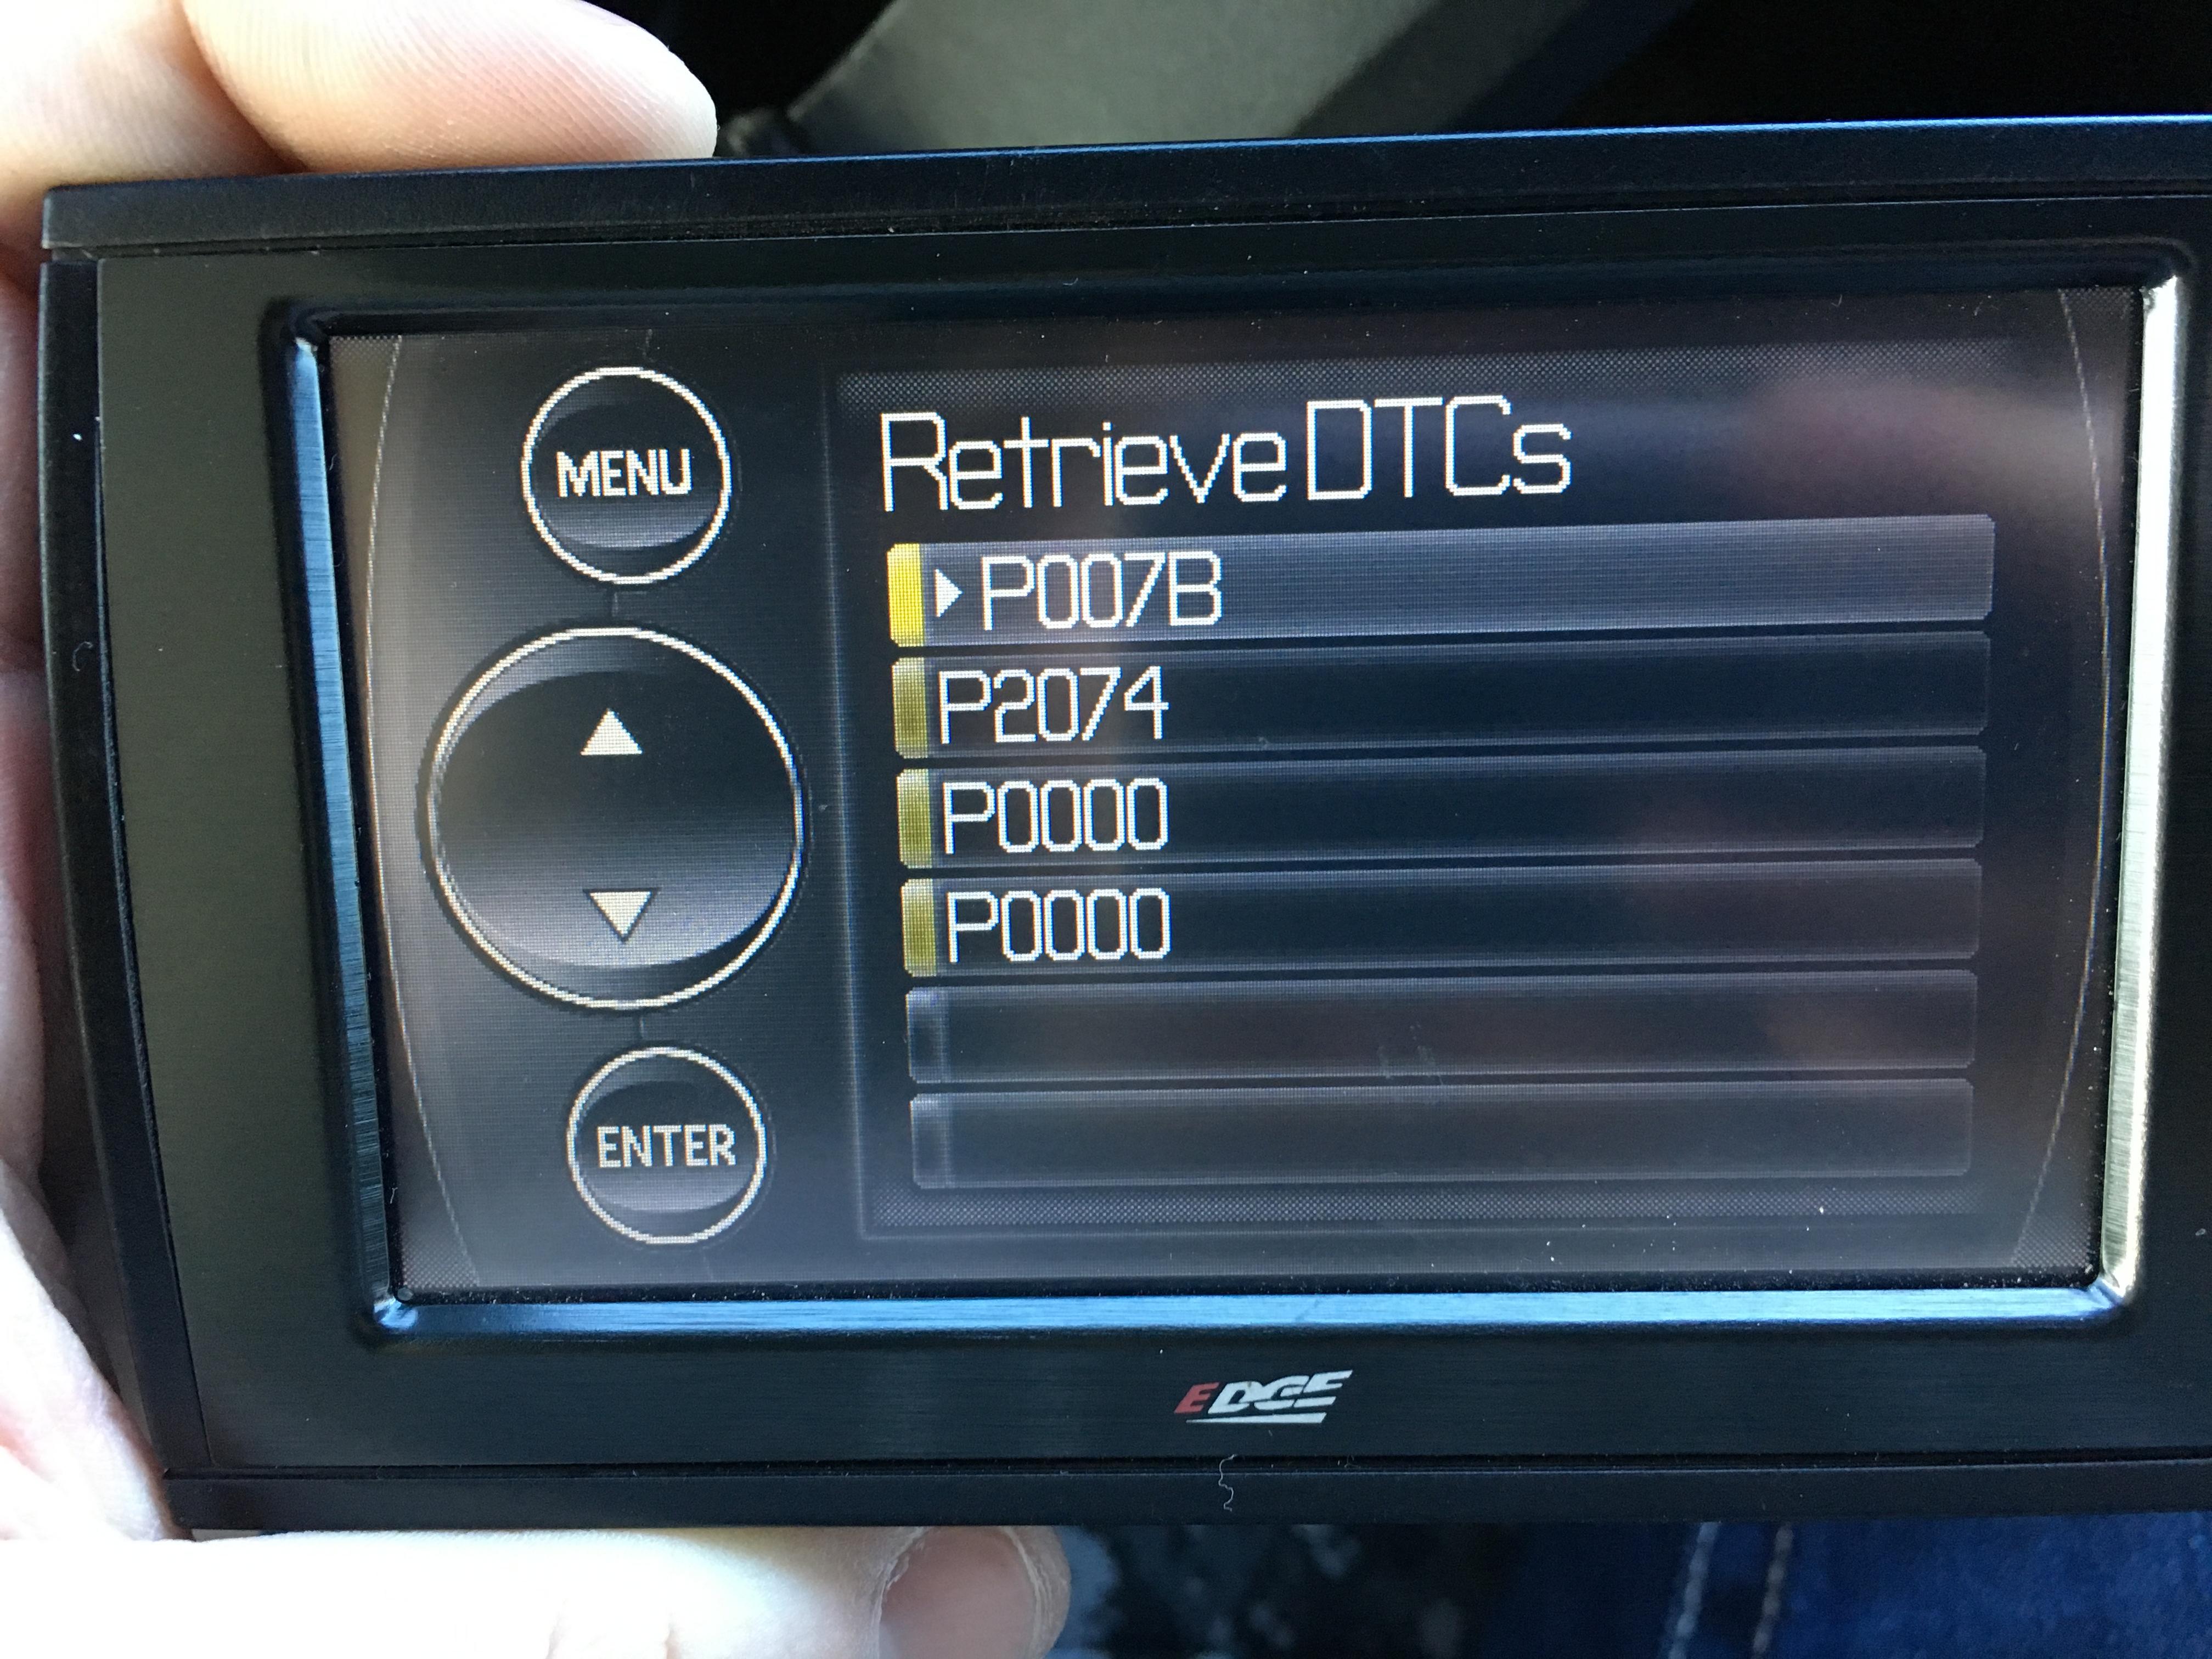 MENU
ENTER
Retrieve DTCs
P007B
P2074
P0000
P0000
EDGE